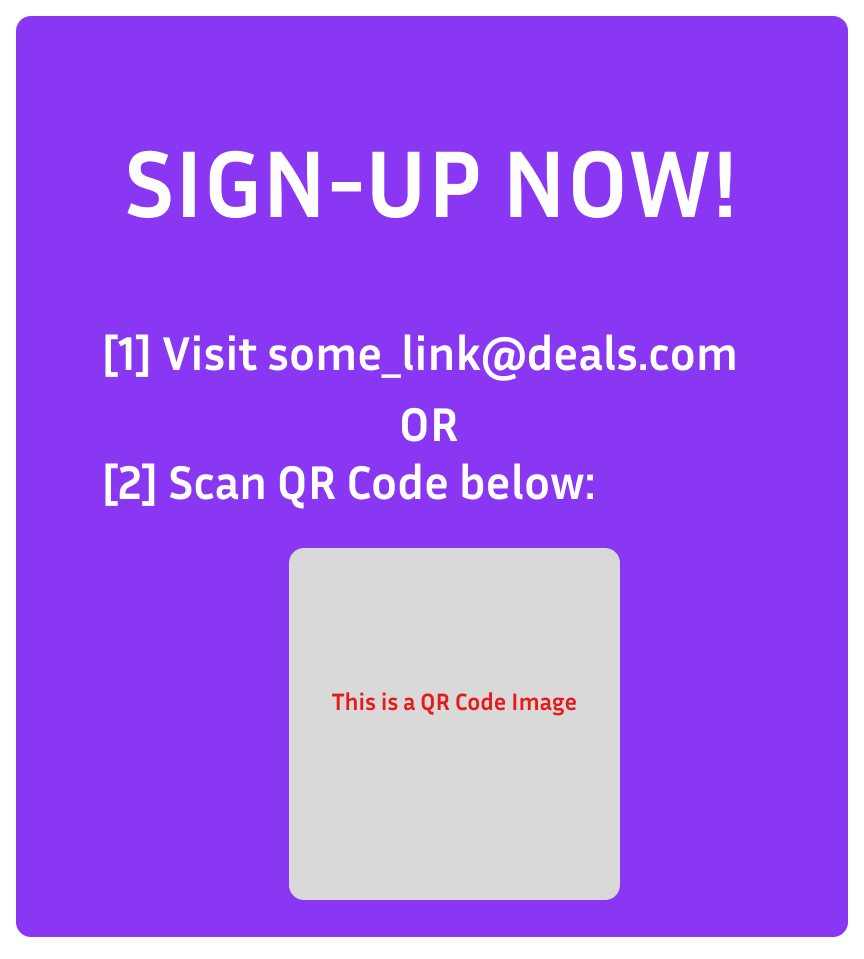 SIGN-UP NOW!
[1] Visit some_link@deals.com
OR
[2] Scan QR Code below:
This is a QR Code Image